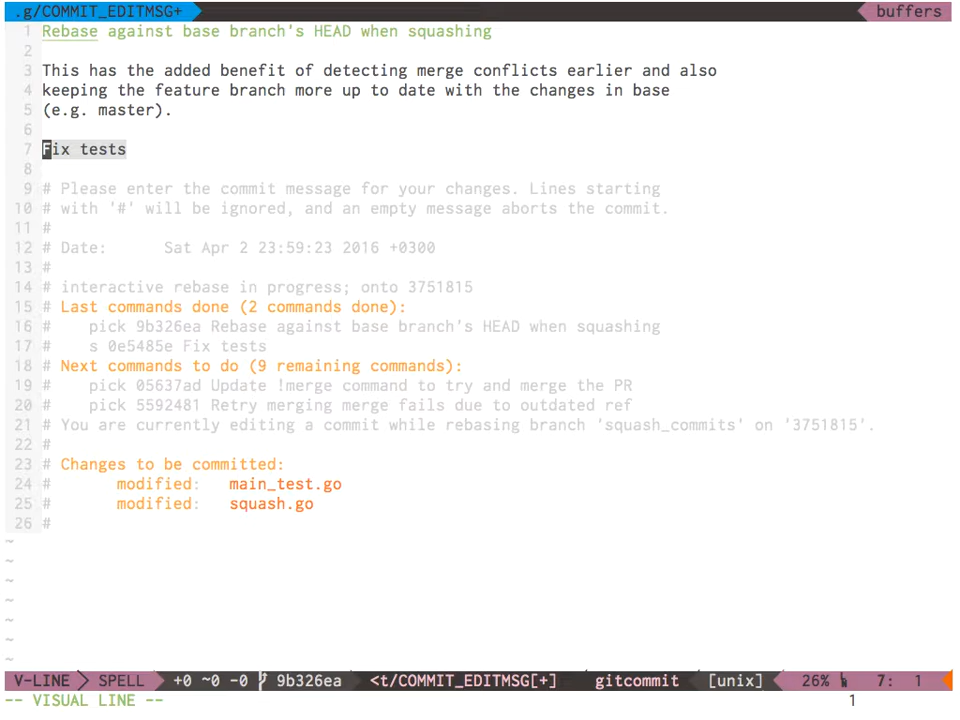 .g/COMMIT_EDITMSG+ buffers
1 Rebase against base branch's HEAD when squashing
2
3 This has the added benefit of detecting merge conflicts earlier and also
4 keeping the feature branch more up to date with the changes in base
5 (e.g. master).
6
7 Fix tests
8
9 # Please enter the commit message for your changes. Lines starting
10 # with '#' will be ignored, and an empty message aborts the commit.
11 #
12 # Date:      Sat Apr 2 23:59:23 2016 +0300
13 #
14 # interactive rebase in progress; onto 3751815
15 # Last commands done (2 commands done):
16 #    pick 9b326ea Rebase against base branch's HEAD when squashing
17 #    s 0e5485e Fix tests
18 # Next commands to do (9 remaining commands):
19 #    pick 05637ad Update !merge command to try and merge the PR
20 #    pick 5592481 Retry merging merge fails due to outdated ref
21 # You are currently editing a commit while rebasing branch 'squash_commits' on '3751815'.
22 #
23 # Changes to be committed:
24 #       modified:   main_test.go
25 #       modified:   squash.go
26 #
~
~
~
~
~
~
~
V-LINE SPELL +0 ~0 -0 9b326ea <t/COMMIT_EDITMSG[+] gitcommit [unix] 26% 7: 1
-- VISUAL LINE -- 1